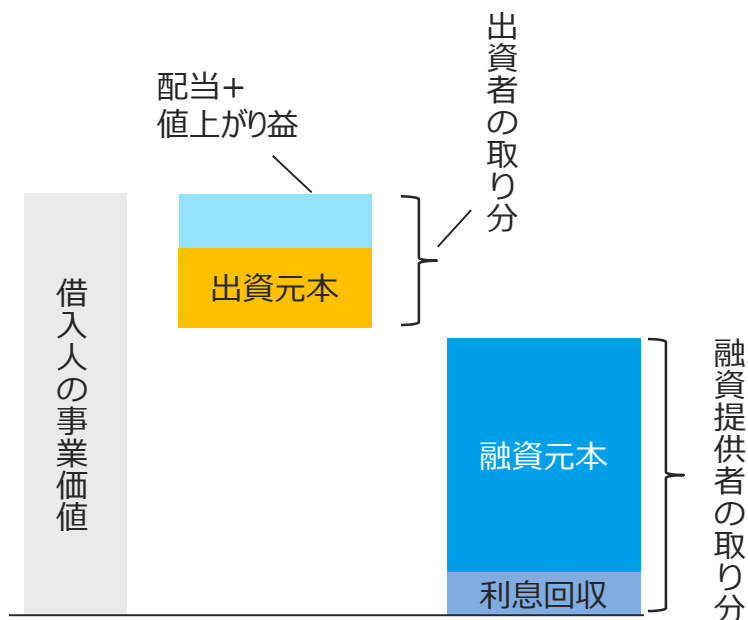 配当+
値上がり益
出資者の取り分
借入人の事業価値
出資元本
融資元本
利息回収
融資提供者の取り分